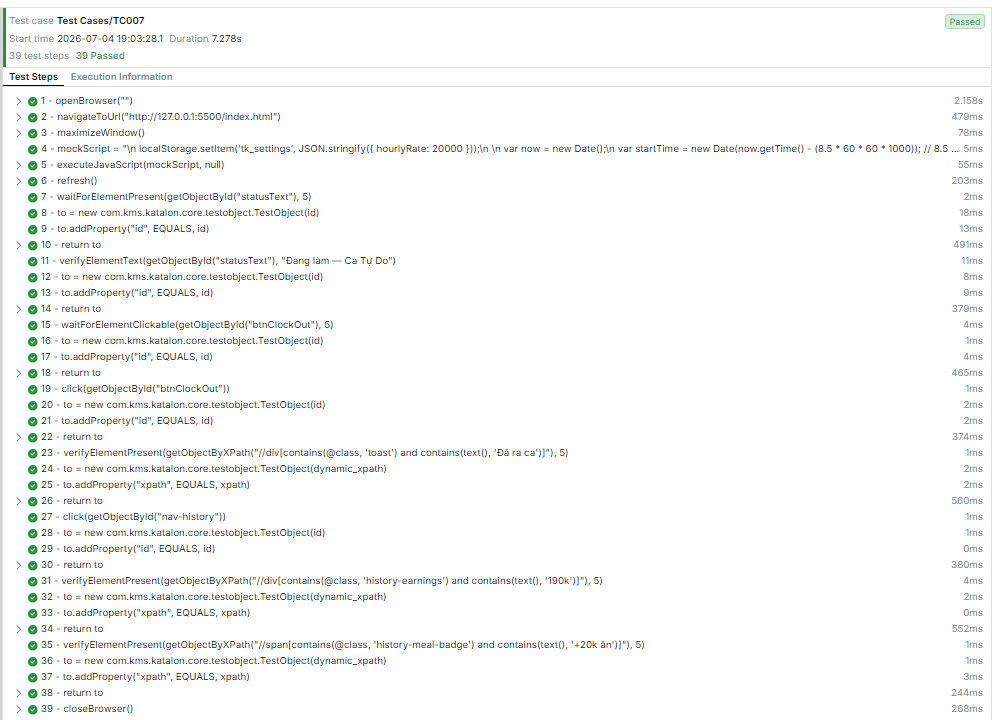 Test case Test Cases/TC007 Passed
Start time 2026-07-04 19:03:28.1 Duration 7.278s
39 test steps 39 Passed
Test Steps Execution Information
1 - openBrowser("") 2.158s
2 - navigateToUrl("http://127.0.0.1:5500/index.html") 479ms
3 - maximizeWindow() 78ms
4 - mockScript = "\n localStorage.setItem('tk_settings', JSON.stringify({ hourlyRate: 20000 }));\n \n var now = new Date();\n var startTime = new Date(now.getTime() - (8.5 * 60 * 60 * 1000)); // 8.5 ... 5ms
5 - executeJavaScript(mockScript, null) 55ms
6 - refresh() 203ms
7 - waitForElementPresent(getObjectById("statusText"), 5) 2ms
8 - to = new com.kms.katalon.core.testobject.TestObject(id) 18ms
9 - to.addProperty("id", EQUALS, id) 13ms
10 - return to 491ms
11 - verifyElementText(getObjectById("statusText"), "Đang làm — Ca Tự Do") 11ms
12 - to = new com.kms.katalon.core.testobject.TestObject(id) 8ms
13 - to.addProperty("id", EQUALS, id) 9ms
14 - return to 379ms
15 - waitForElementClickable(getObjectById("btnClockOut"), 5) 4ms
16 - to = new com.kms.katalon.core.testobject.TestObject(id) 1ms
17 - to.addProperty("id", EQUALS, id) 4ms
18 - return to 465ms
19 - click(getObjectById("btnClockOut")) 1ms
20 - to = new com.kms.katalon.core.testobject.TestObject(id) 2ms
21 - to.addProperty("id", EQUALS, id) 2ms
22 - return to 374ms
23 - verifyElementPresent(getObjectByXPath("//div[contains(@class, 'toast') and contains(text(), 'Đã ra ca')]"), 5) 1ms
24 - to = new com.kms.katalon.core.testobject.TestObject(dynamic_xpath) 2ms
25 - to.addProperty("xpath", EQUALS, xpath) 2ms
26 - return to 560ms
27 - click(getObjectById("nav-history")) 1ms
28 - to = new com.kms.katalon.core.testobject.TestObject(id) 1ms
29 - to.addProperty("id", EQUALS, id) 0ms
30 - return to 380ms
31 - verifyElementPresent(getObjectByXPath("//div[contains(@class, 'history-earnings') and contains(text(), '190k')]"), 5) 4ms
32 - to = new com.kms.katalon.core.testobject.TestObject(dynamic_xpath) 2ms
33 - to.addProperty("xpath", EQUALS, xpath) 0ms
34 - return to 552ms
35 - verifyElementPresent(getObjectByXPath("//span[contains(@class, 'history-meal-badge') and contains(text(), '+20k ăn')]"), 5) 1ms
36 - to = new com.kms.katalon.core.testobject.TestObject(dynamic_xpath) 1ms
37 - to.addProperty("xpath", EQUALS, xpath) 3ms
38 - return to 244ms
39 - closeBrowser() 268ms